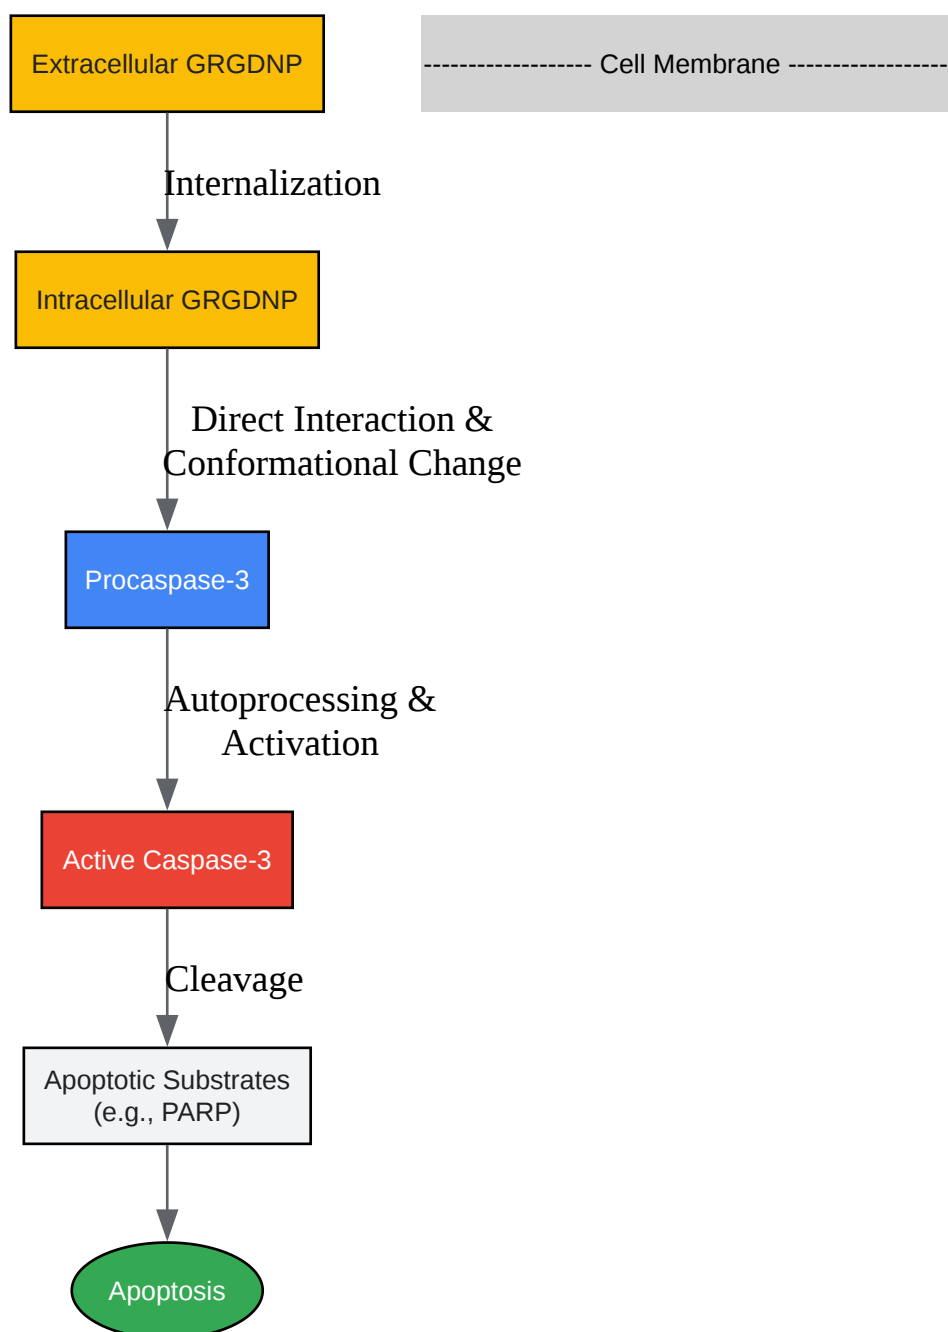 Extracellular GRGDNP
------------------- Cell Membrane ------------------
Internalization
Intracellular GRGDNP
Direct Interaction &
Conformational Change
Procaspase-3
Autoprocessing &
Activation
Active Caspase-3
Cleavage
Apoptotic Substrates
(e.g., PARP)
Apoptosis